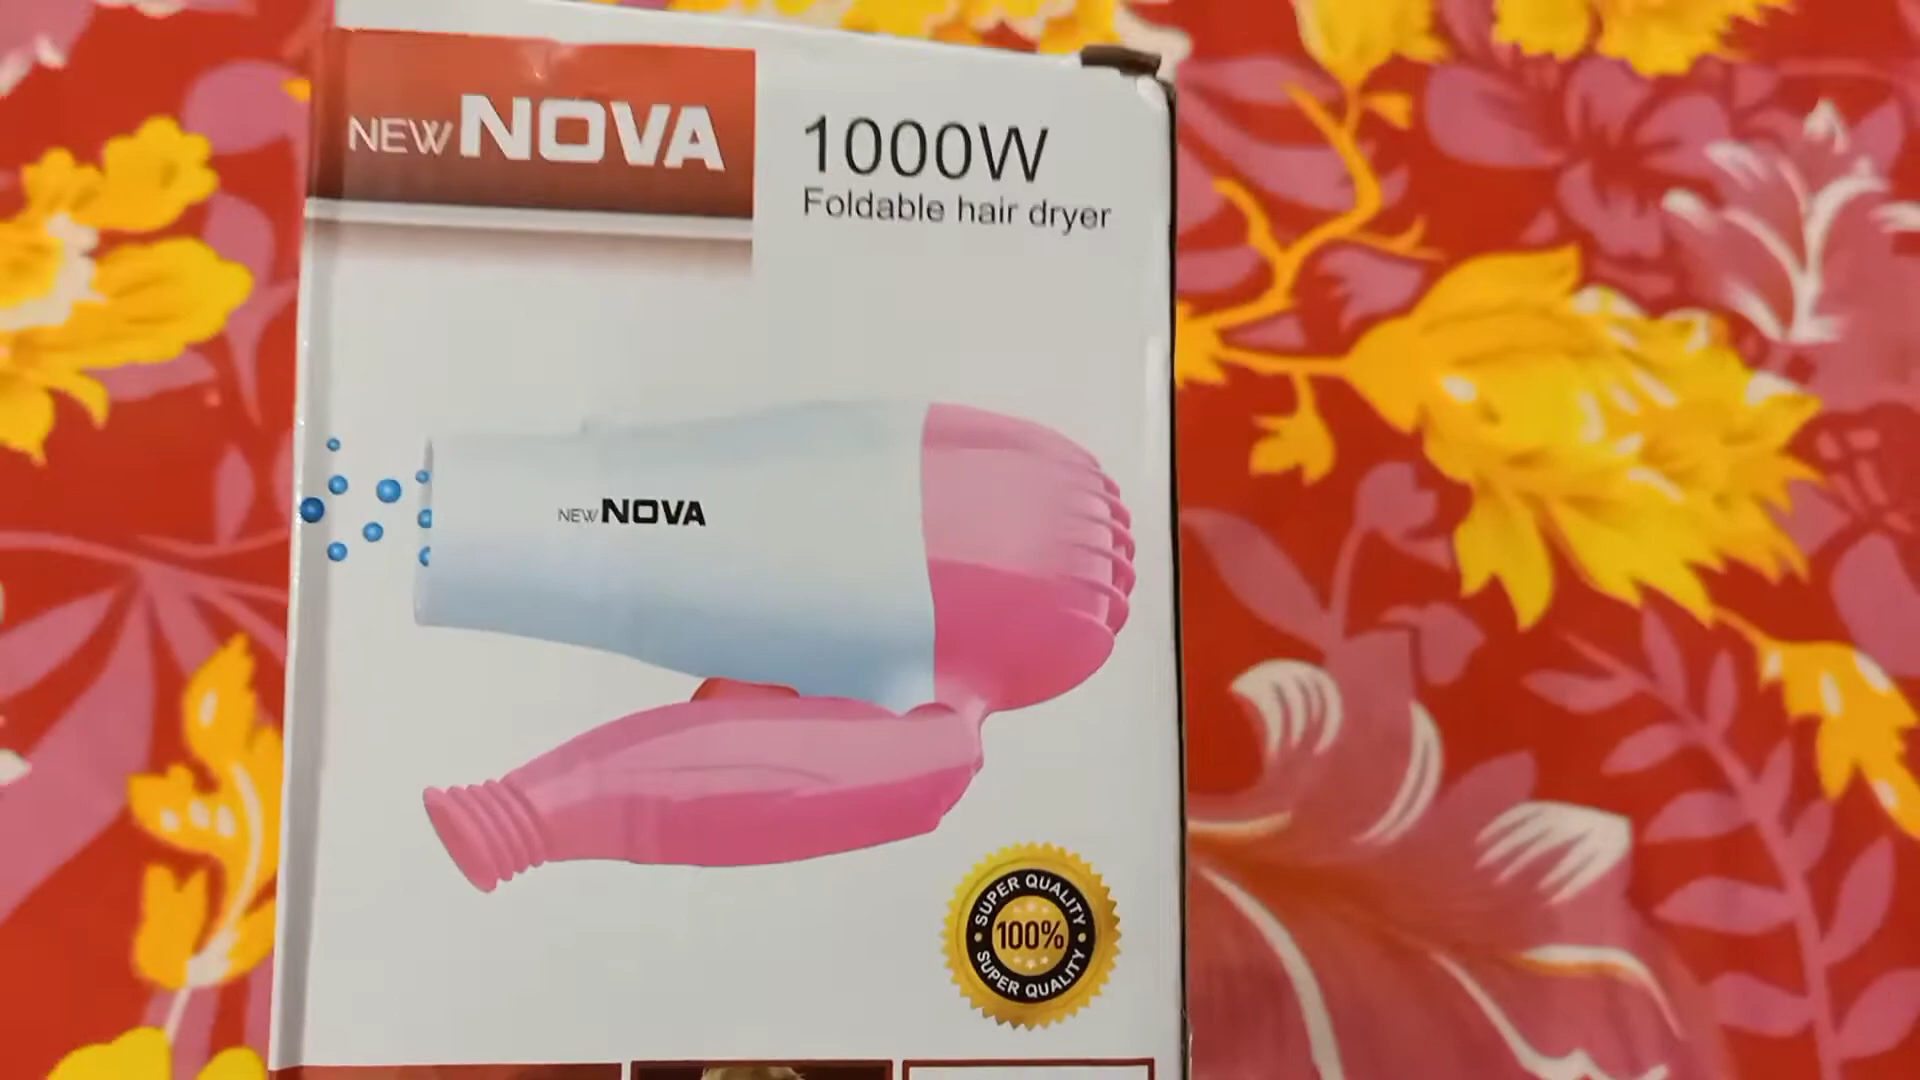 NEW NOVA
1000W
Foldable hair dryer
NEW NOVA
SUPER QUALITY
100%
SUPER QUALITY